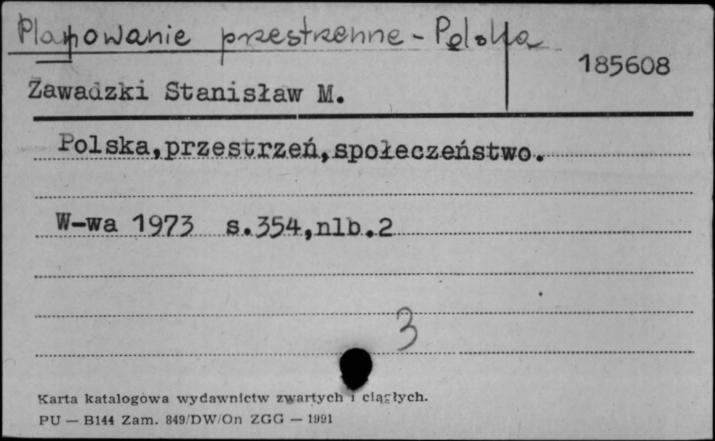 Planowanie przestrzenne - Polska
185608
Zawadzki Stanisław M.
Polska,przestrzeń,społeczeństwo.
W-wa 1973 s.354,nlb.2
3
Karta katalogowa wydawnictw zwartych i ciągłych.
PU — B144 Zam. 849/DW/On ZGG — 1991